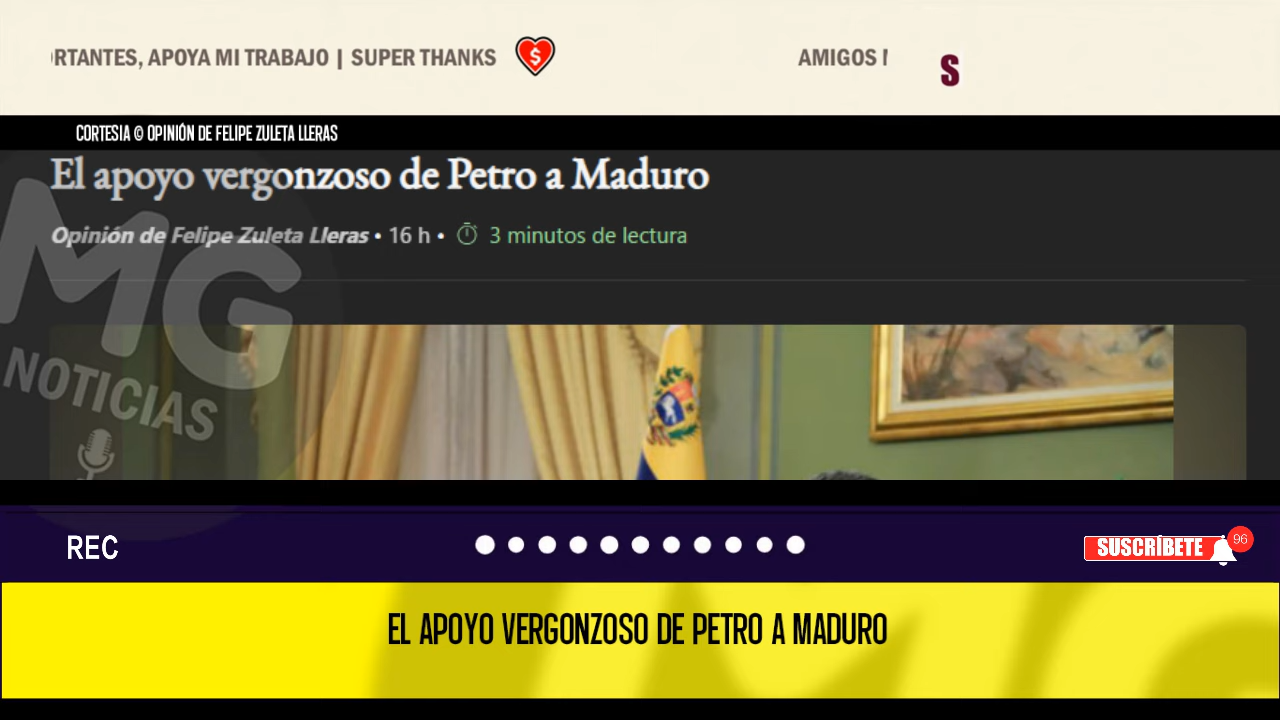 RTANTES, APOYA MI TRABAJO | SUPER THANKS
$
AMIGOS
S
CORTESIA © OPINIÓN DE FELIPE ZULETA LLERAS
El apoyo vergonzoso de Petro a Maduro
Opinión de Felipe Zuleta Lleras • 16 h • 3 minutos de lectura
MG
NOTICIAS
REC
SUSCRÍBETE
96
EL APOYO VERGONZOSO DE PETRO A MADURO